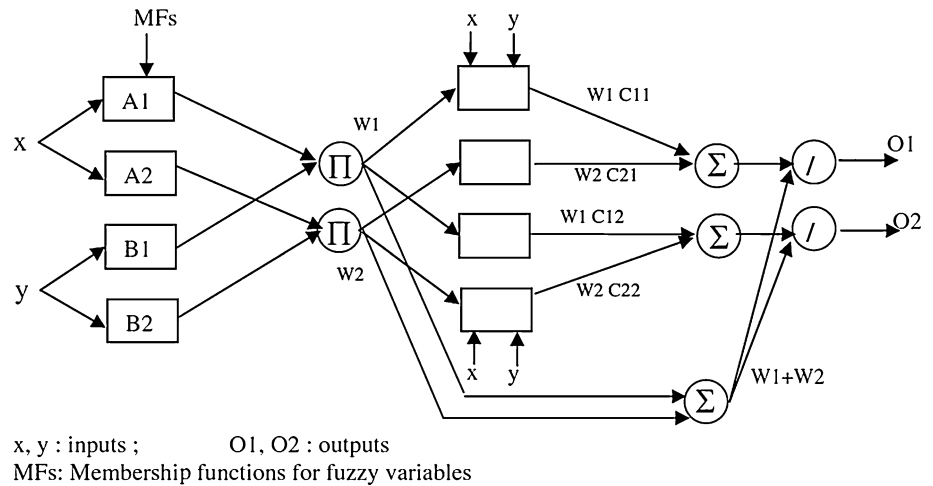 MFs
x y
A1
W1 C11
x
W1
O1
∏
Σ
/
A2
W2 C21
B1
W1 C12
O2
∏
Σ
/
y
W2
B2
W2 C22
x y
W1+W2
Σ
x, y : inputs ; O1, O2 : outputs
MFs: Membership functions for fuzzy variables